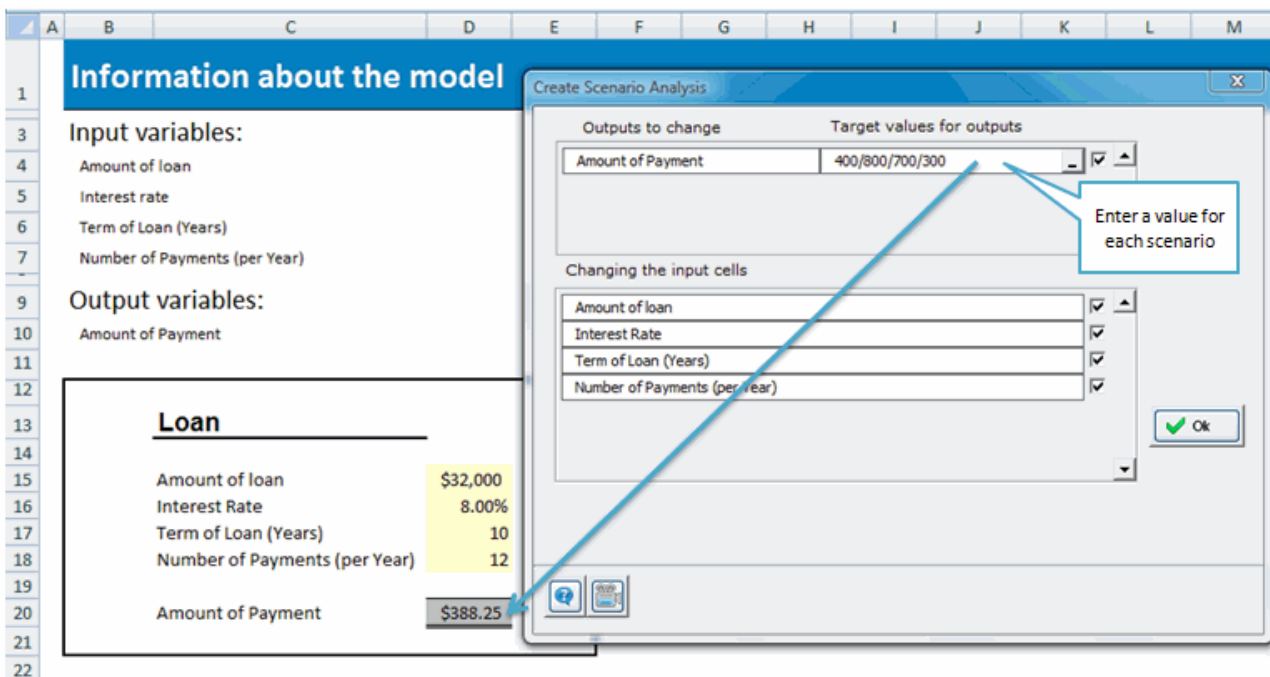 A B C D E F G H I J K L M
1 Information about the model
3 Input variables:
4 Amount of loan
5 Interest rate
6 Term of Loan (Years)
7 Number of Payments (per Year)
9 Output variables:
10 Amount of Payment
11
12
13 Loan
14
15 Amount of loan $32,000
16 Interest Rate 8.00%
17 Term of Loan (Years) 10
18 Number of Payments (per Year) 12
19
20 Amount of Payment $388.25
21
22
Create Scenario Analysis
Outputs to change Target values for outputs
Amount of Payment 400/800/700/300 _
Enter a value for
each scenario
Changing the input cells
Amount of loan
Interest Rate
Term of Loan (Years)
Number of Payments (per Year)
Ok